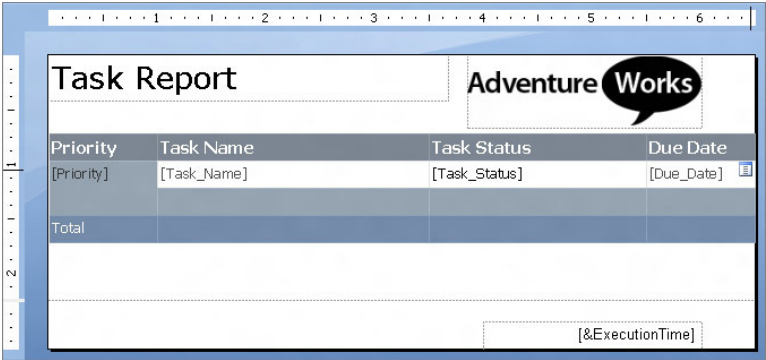 1 2 3 4 5 6
Task Report
Adventure Works
Priority Task Name Task Status Due Date
[Priority] [Task_Name] [Task_Status] [Due_Date]
Total
2
[&ExecutionTime]